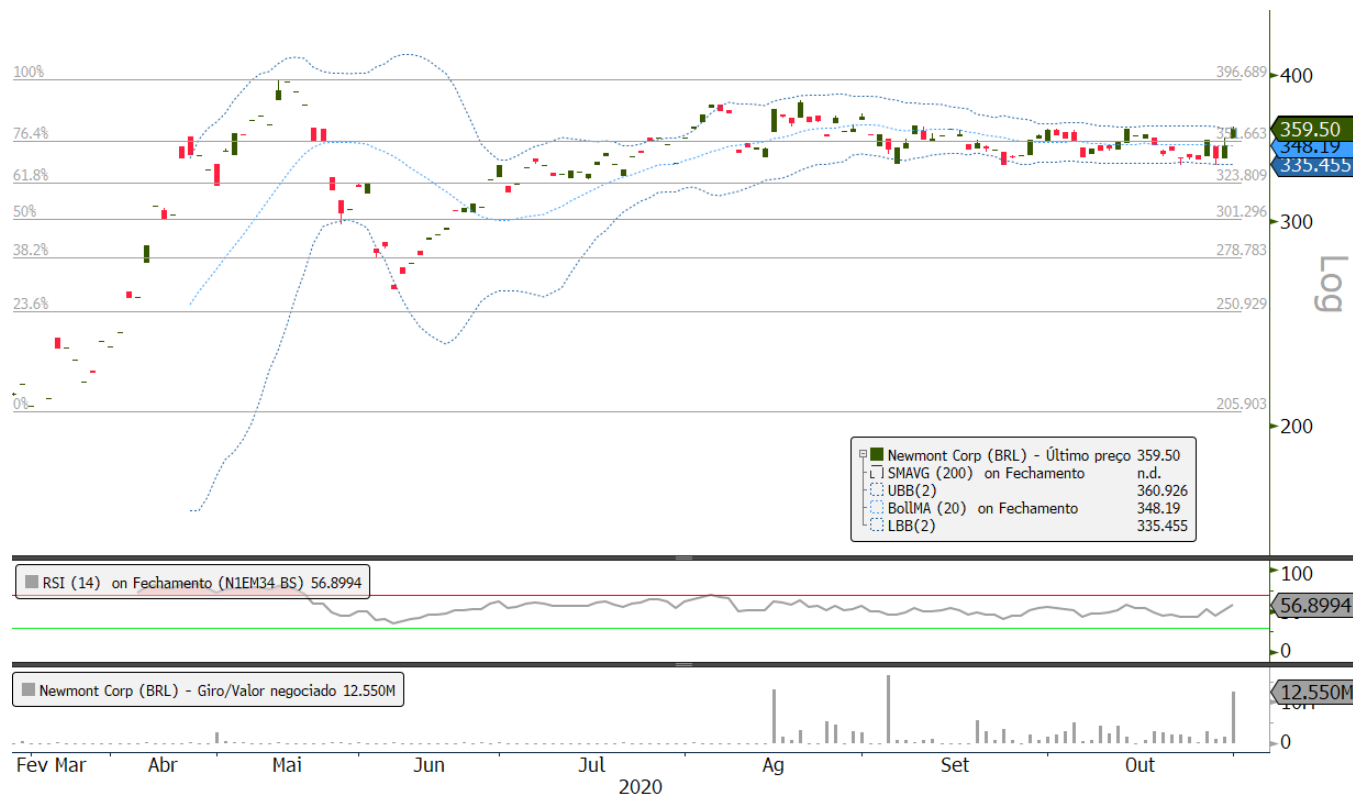 100%
396.689
400
76.4%
359.50
348.19
335.455
61.8%
323.809
50%
301.296
300
38.2%
278.783
23.6%
250.929
Log
0%
205.903
200
Newmont Corp (BRL) - Último preço 359.50
SMAVG (200) on Fechamento n.d.
UBB(2) 360.926
BollMA (20) on Fechamento 348.19
LBB(2) 335.455
RSI (14) on Fechamento (N1EM34 BS) 56.8994
100
56.8994
0
Newmont Corp (BRL) - Giro/Valor negociado 12.550M
12.550M
0
Fev Mar Abr Mai Jun Jul Ag Set Out
2020